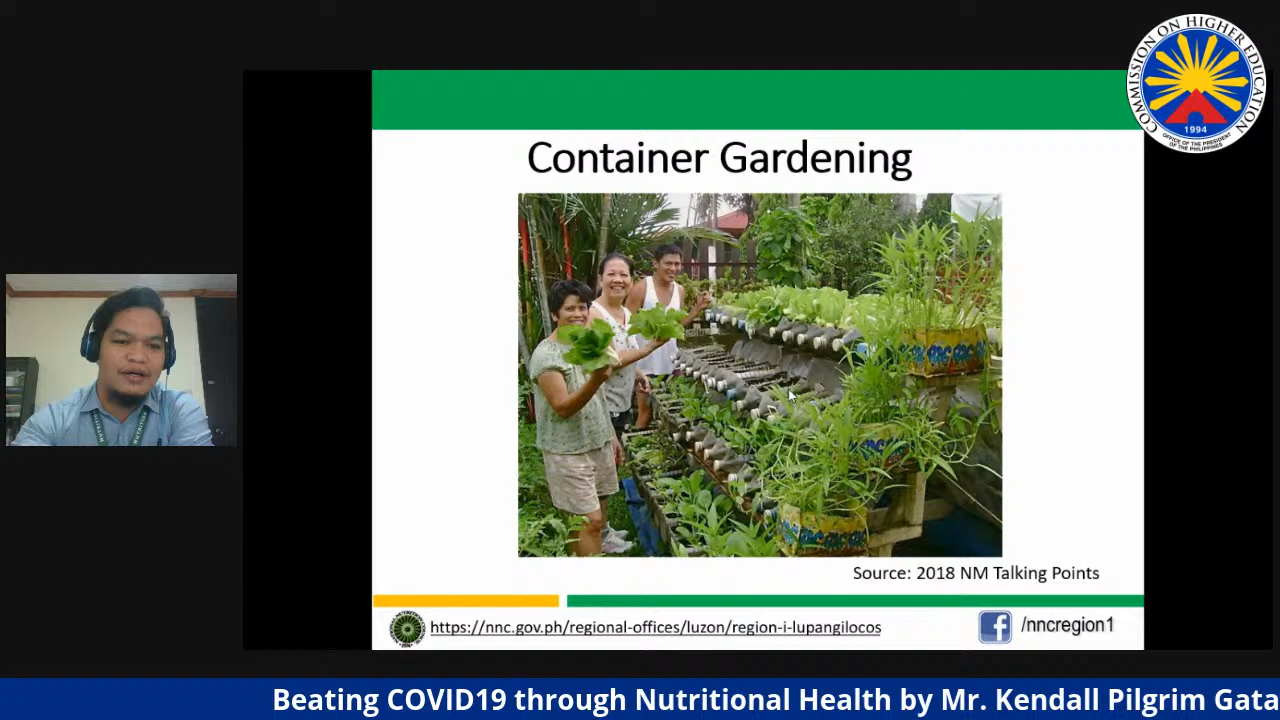 COMMISSION ON HIGHER EDUCATION
1994
OFFICE OF THE PRESIDENT
OF THE PHILIPPINES
Container Gardening
Source: 2018 NM Talking Points
https://nnc.gov.ph/regional-offices/luzon/region-i-lupangilocos
/nncregion1
NUTRITION
Beating COVID19 through Nutritional Health by Mr. Kendall Pilgrim Gata